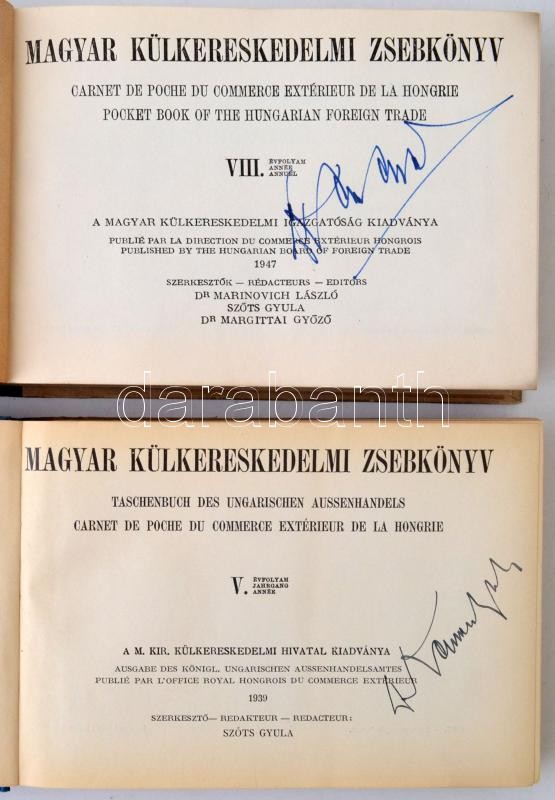 MAGYAR KÜLKERESKEDELMI ZSEBKÖNYV
CARNET DE POCHE DU COMMERCE EXTÉRIEUR DE LA HONGRIE
POCKET BOOK OF THE HUNGARIAN FOREIGN TRADE
VIII. ÉVFOLYAM
ANNÉE
ANNUEL
A MAGYAR KÜLKERESKEDELMI IGAZGATÓSÁG KIADVÁNYA
PUBLIÉ PAR LA DIRECTION DU COMMERCE EXTÉRIEUR HONGROIS
PUBLISHED BY THE HUNGARIAN BOARD OF FOREIGN TRADE
1947
SZERKESZTŐK — RÉDACTEURS — EDITORS
DR MARINOVICH LÁSZLÓ
SZŐTS GYULA
DR MARGITTAI GYŐZŐ
darabanth
MAGYAR KÜLKERESKEDELMI ZSEBKÖNYV
TASCHENBUCH DES UNGARISCHEN AUSSENHANDELS
CARNET DE POCHE DU COMMERCE EXTÉRIEUR DE LA HONGRIE
V. ÉVFOLYAM
JAHRGANG
ANNÉE
A M. KIR. KÜLKERESKEDELMI HIVATAL KIADVÁNYA
AUSGABE DES KÖNIGL. UNGARISCHEN AUSSENHANDELSAMTES
PUBLIÉ PAR L'OFFICE ROYAL HONGROIS DU COMMERCE EXTÉRIEUR
1939
SZERKESZTŐ— REDAKTEUR — REDACTEUR:
SZŐTS GYULA